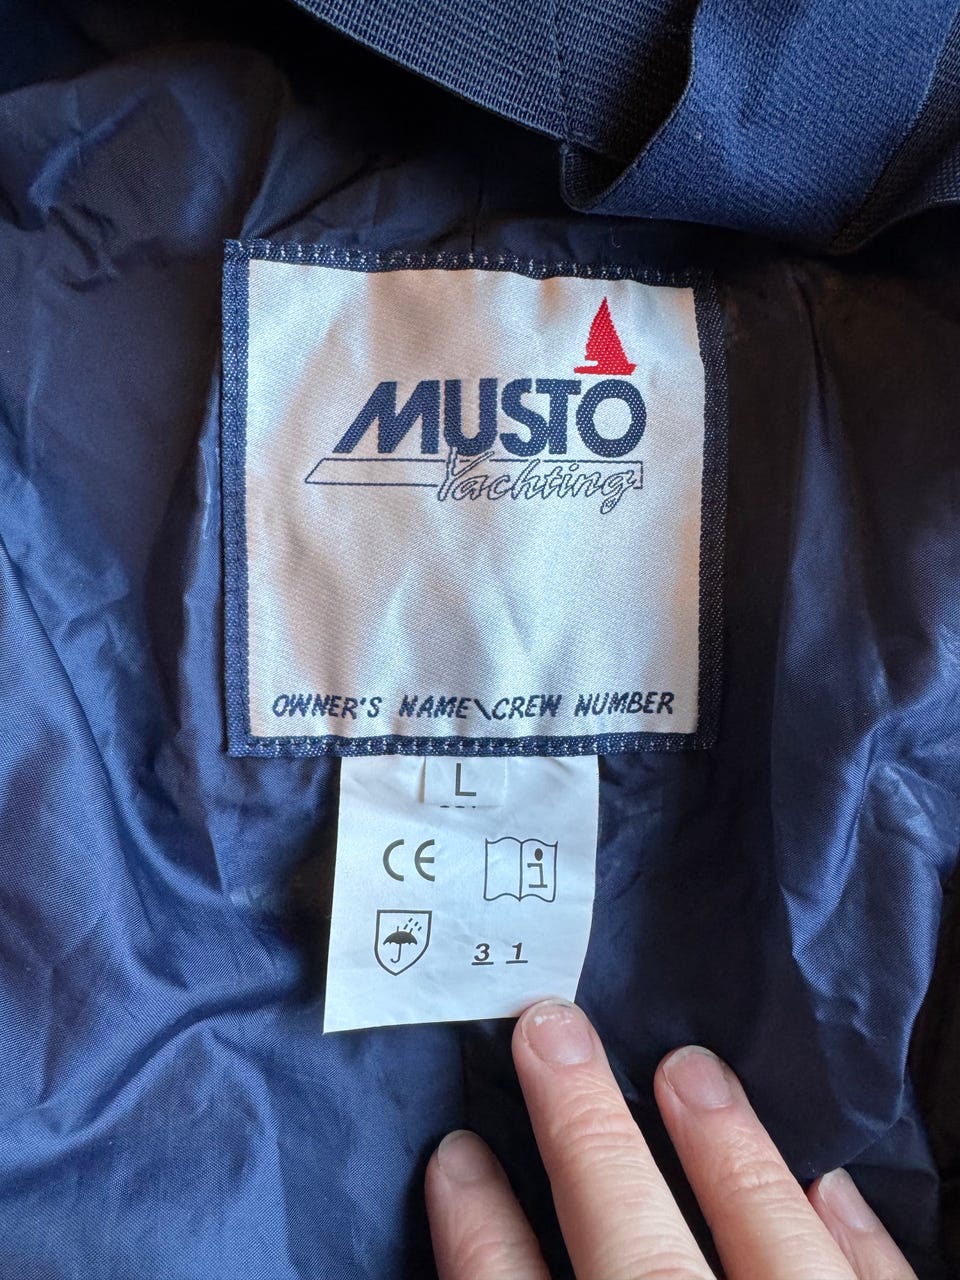 MUSTO
Yachting
OWNER'S NAME\CREW NUMBER
L
CE
i
3 1